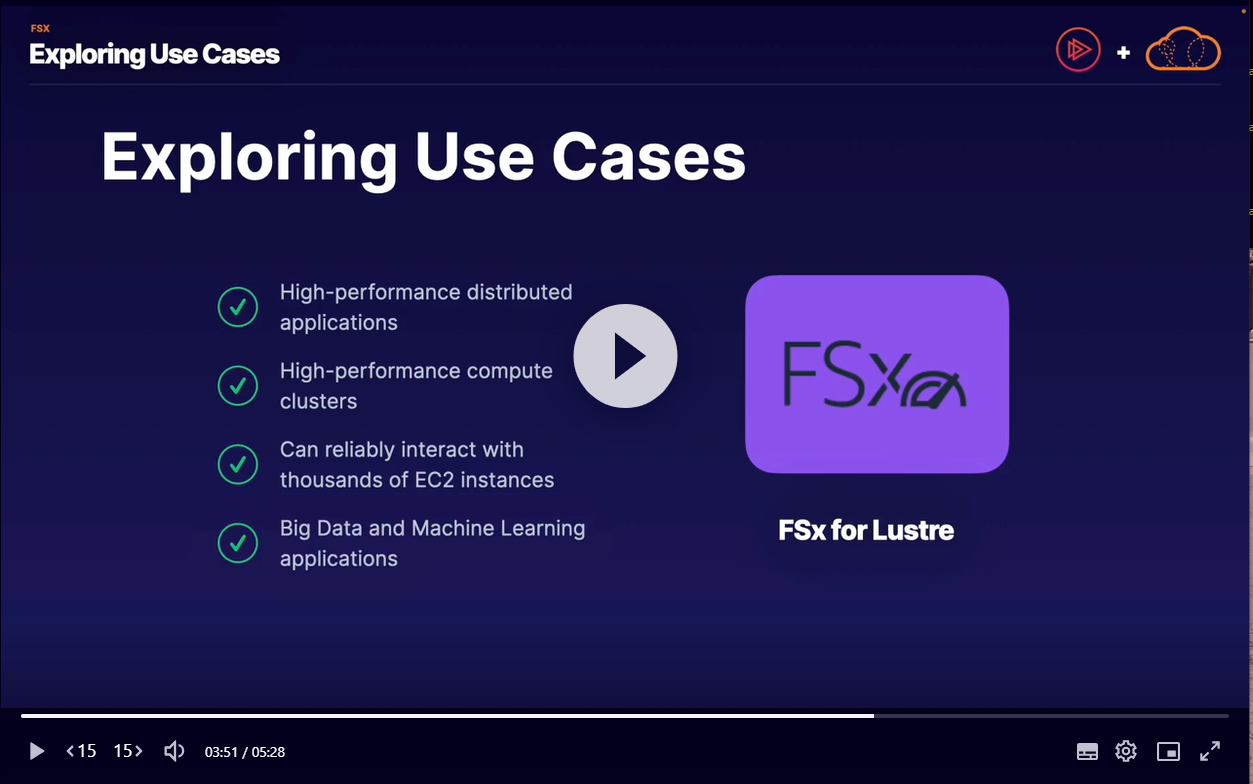 FSX
Exploring Use Cases
+
Exploring Use Cases
High-performance distributed
applications
High-performance compute
clusters
Can reliably interact with
thousands of EC2 instances
Big Data and Machine Learning
applications
FSx
FSx for Lustre
15
15
03:51 / 05:28